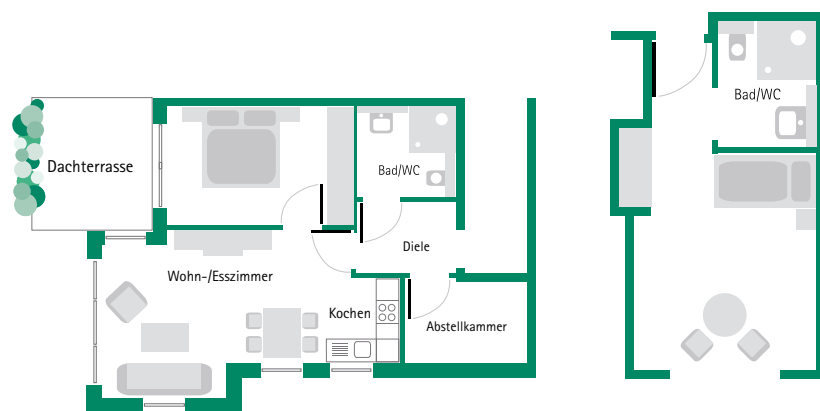 Bad/WC
Dachterrasse
Bad/WC
Diele
Wohn-/Esszimmer
Kochen
Abstellkammer